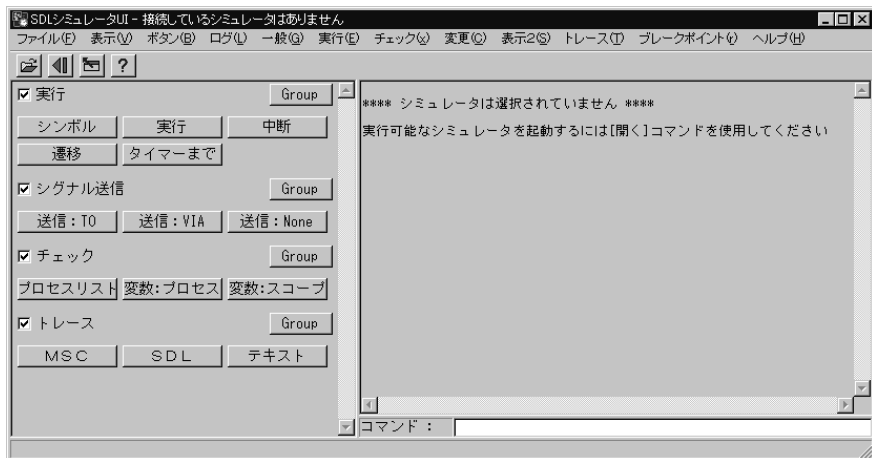 SDLシミュレータUI - 接続しているシミュレータはありません
ファイル(F) 表示(V) ボタン(B) ログ(L) 一般(G) 実行(E) チェック(x) 変更(C) 表示2(S) トレース(T) ブレークポイント(r) ヘルプ(H)
?
実行 Group
シンボル 実行 中断
遷移 タイマーまで
シグナル送信 Group
送信：TO 送信：VIA 送信：None
チェック Group
プロセスリスト 変数:プロセス 変数:スコープ
トレース Group
ＭＳＣ ＳＤＬ テキスト
**** シミュレータは選択されていません ****
実行可能なシミュレータを起動するには[開く]コマンドを使用してください
コマンド：